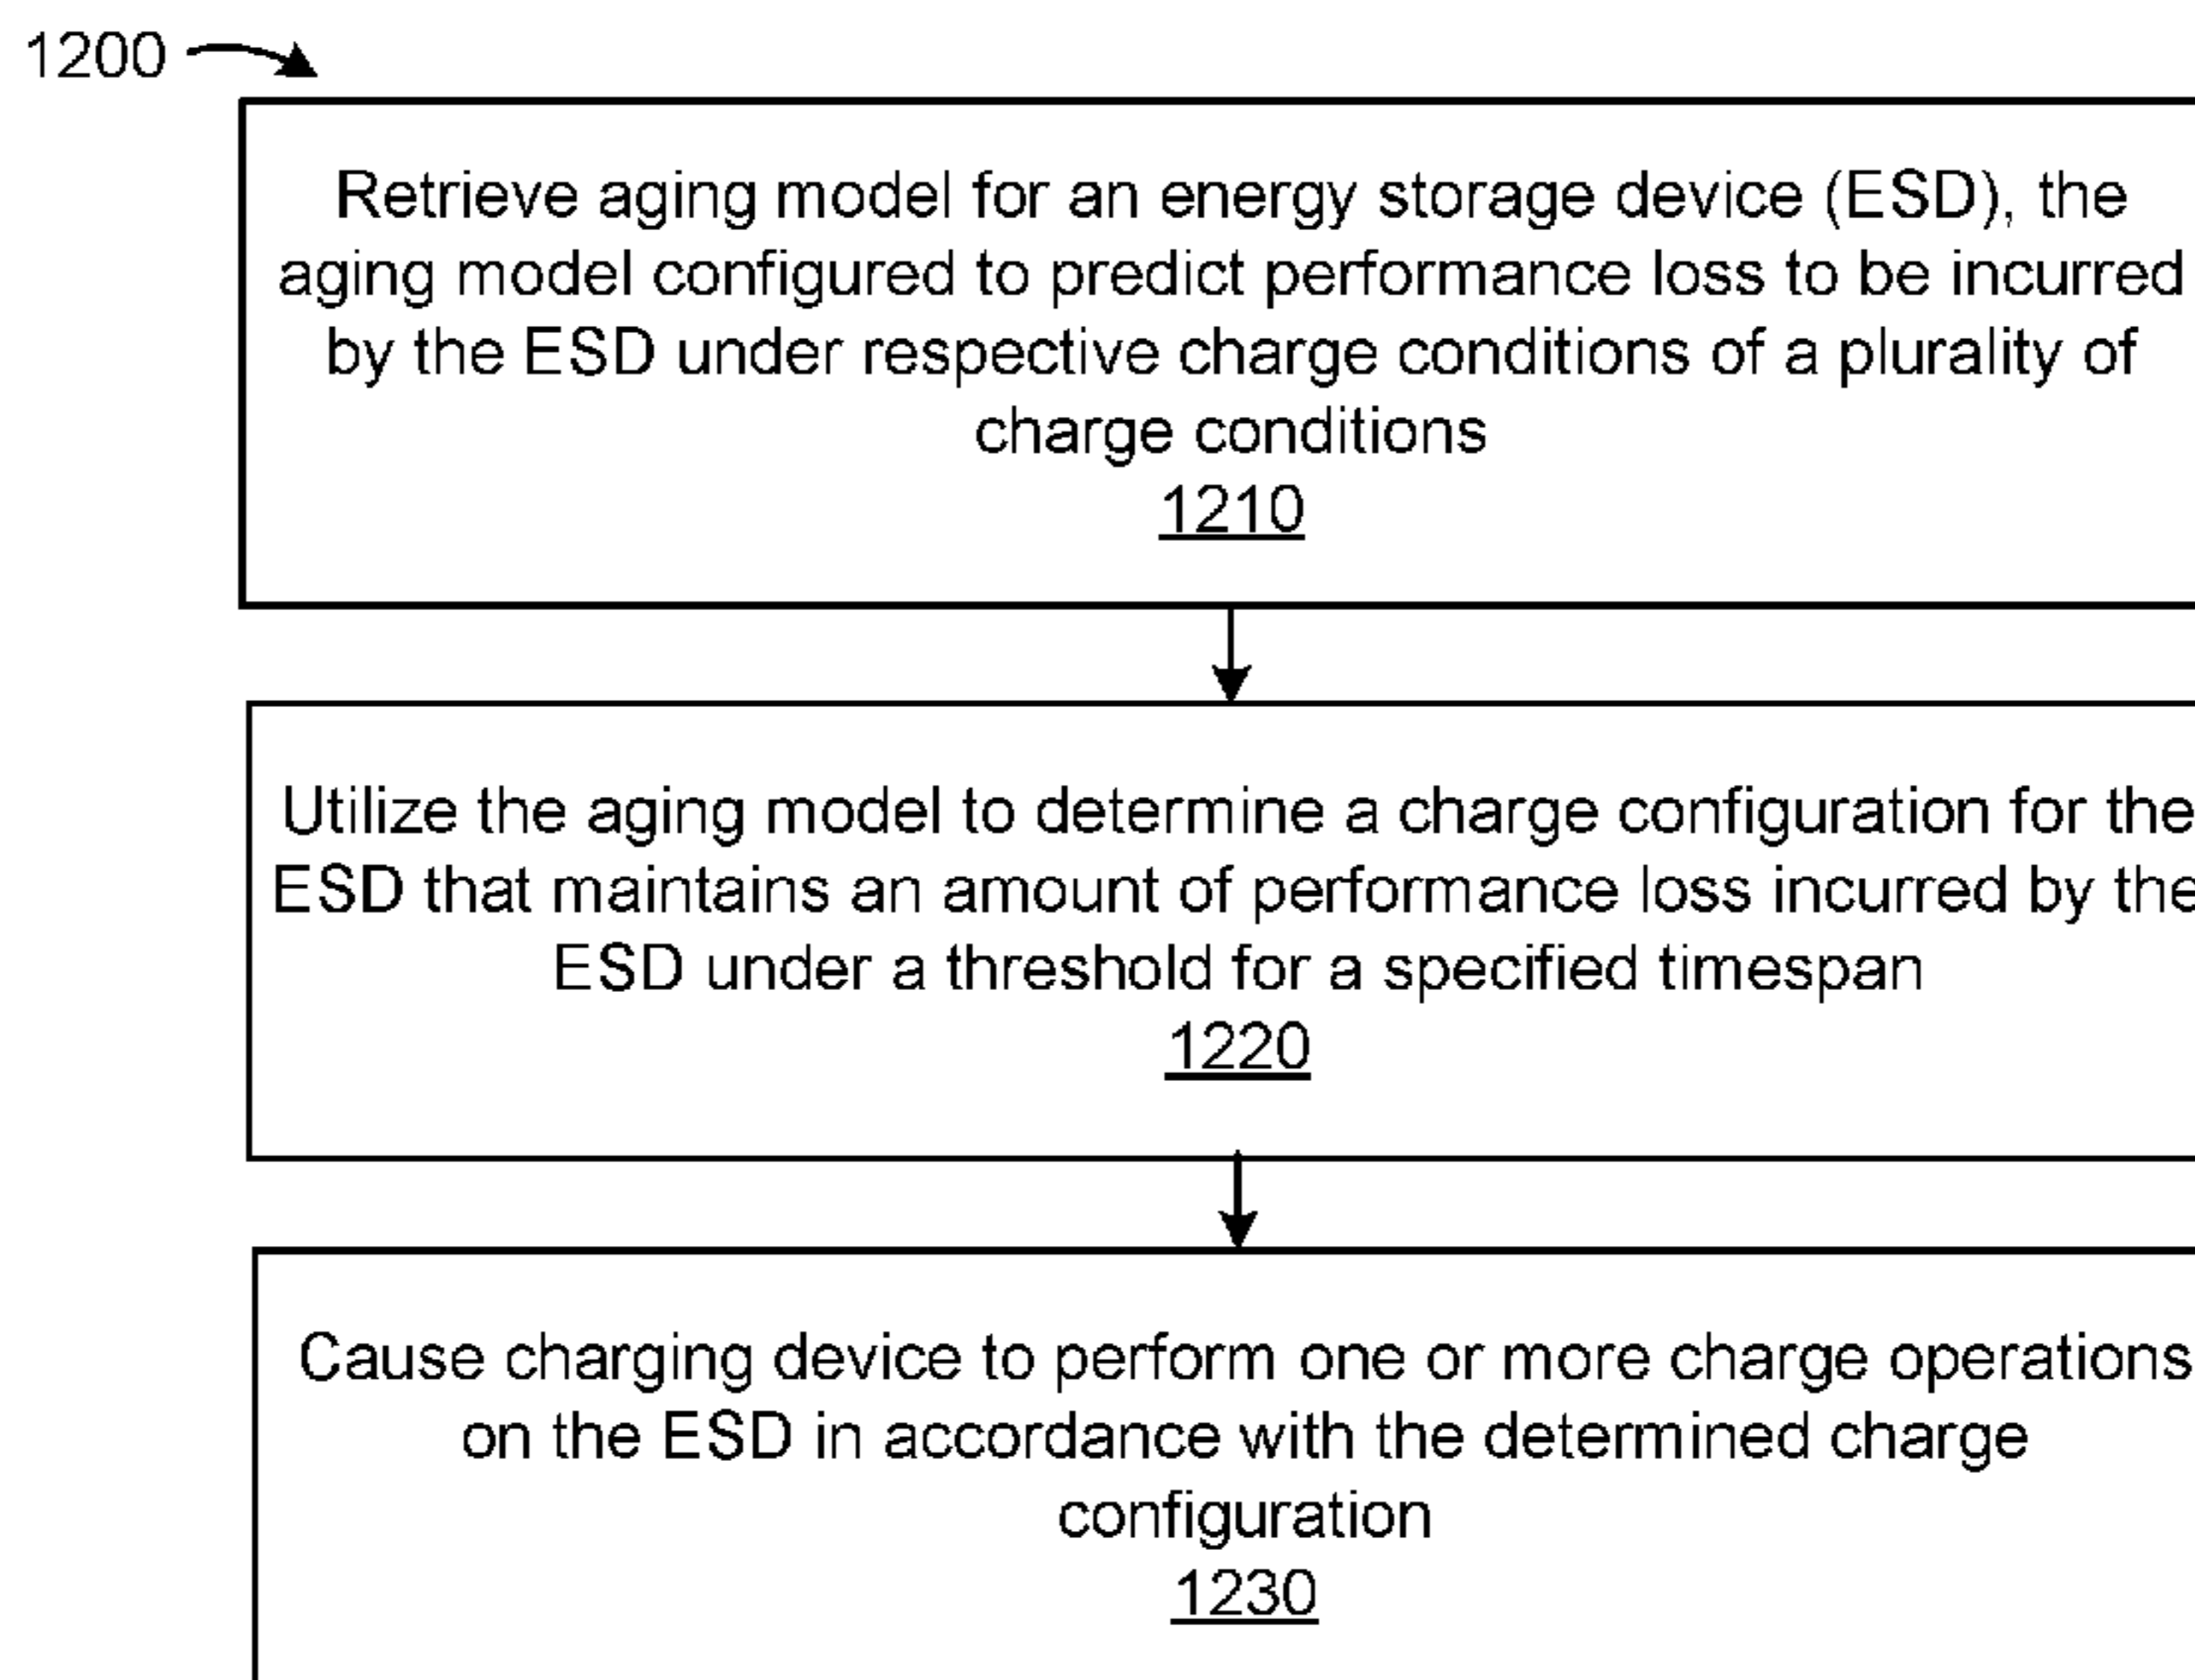 1200
Retrieve aging model for an energy storage device (ESD), the
aging model configured to predict performance loss to be incurred
by the ESD under respective charge conditions of a plurality of
charge conditions
1210
Utilize the aging model to determine a charge configuration for the
ESD that maintains an amount of performance loss incurred by the
ESD under a threshold for a specified timespan
1220
Cause charging device to perform one or more charge operations
on the ESD in accordance with the determined charge
configuration
1230